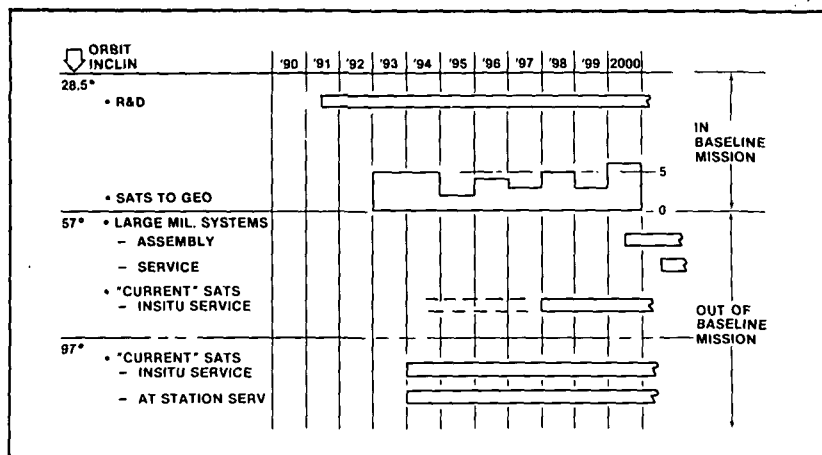 ORBIT
INCLIN
'90 '91 '92 '93 '94 '95 '96 '97 '98 '99 2000
28.5°
• R&D
IN
BASELINE
MISSION
5
• SATS TO GEO
0
57° • LARGE MIL. SYSTEMS
– ASSEMBLY
– SERVICE
• "CURRENT" SATS
– INSITU SERVICE
OUT OF
BASELINE
MISSION
97°
• "CURRENT" SATS
– INSITU SERVICE
– AT STATION SERV